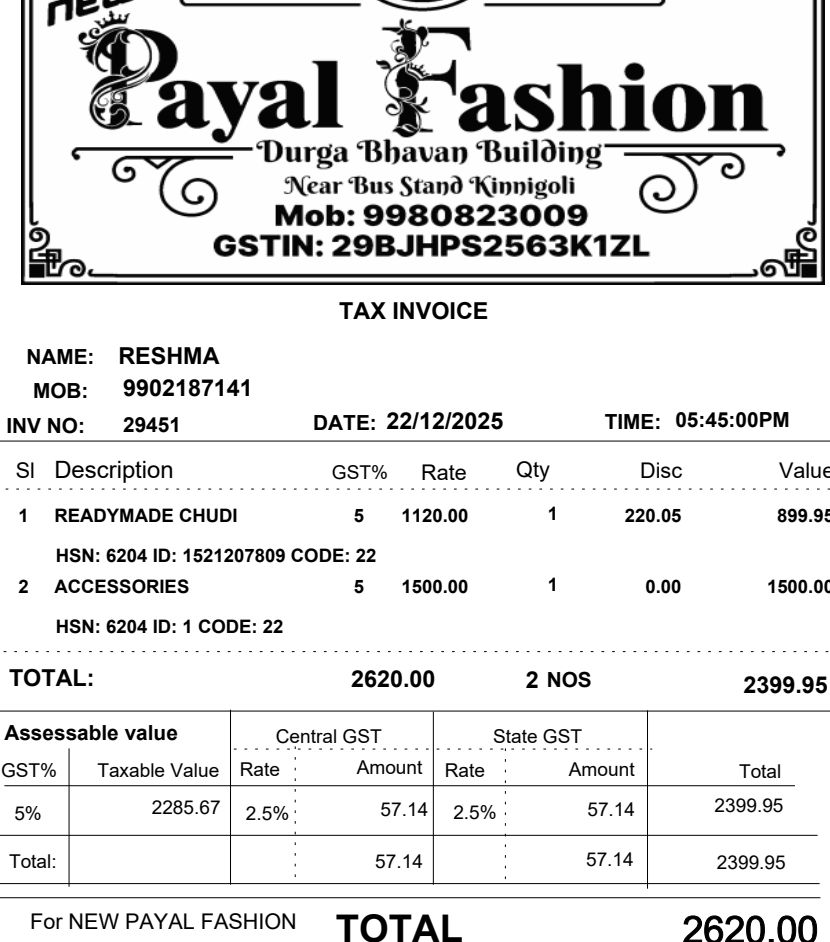 new
Payal Fashion
Durga Bhavan Building
Near Bus Stand Kinnigoli
Mob: 9980823009
GSTIN: 29BJHPS2563K1ZL
TAX INVOICE
NAME: RESHMA
MOB: 9902187141
INV NO: 29451 DATE: 22/12/2025 TIME: 05:45:00PM
Sl Description GST% Rate Qty Disc Value
1 READYMADE CHUDI 5 1120.00 1 220.05 899.95
HSN: 6204 ID: 1521207809 CODE: 22
2 ACCESSORIES 5 1500.00 1 0.00 1500.00
HSN: 6204 ID: 1 CODE: 22
TOTAL: 2620.00 2 NOS 2399.95
Assessable value Central GST State GST
GST% Taxable Value Rate Amount Rate Amount Total
5% 2285.67 2.5% 57.14 2.5% 57.14 2399.95
Total: 57.14 57.14 2399.95
For NEW PAYAL FASHION TOTAL 2620.00